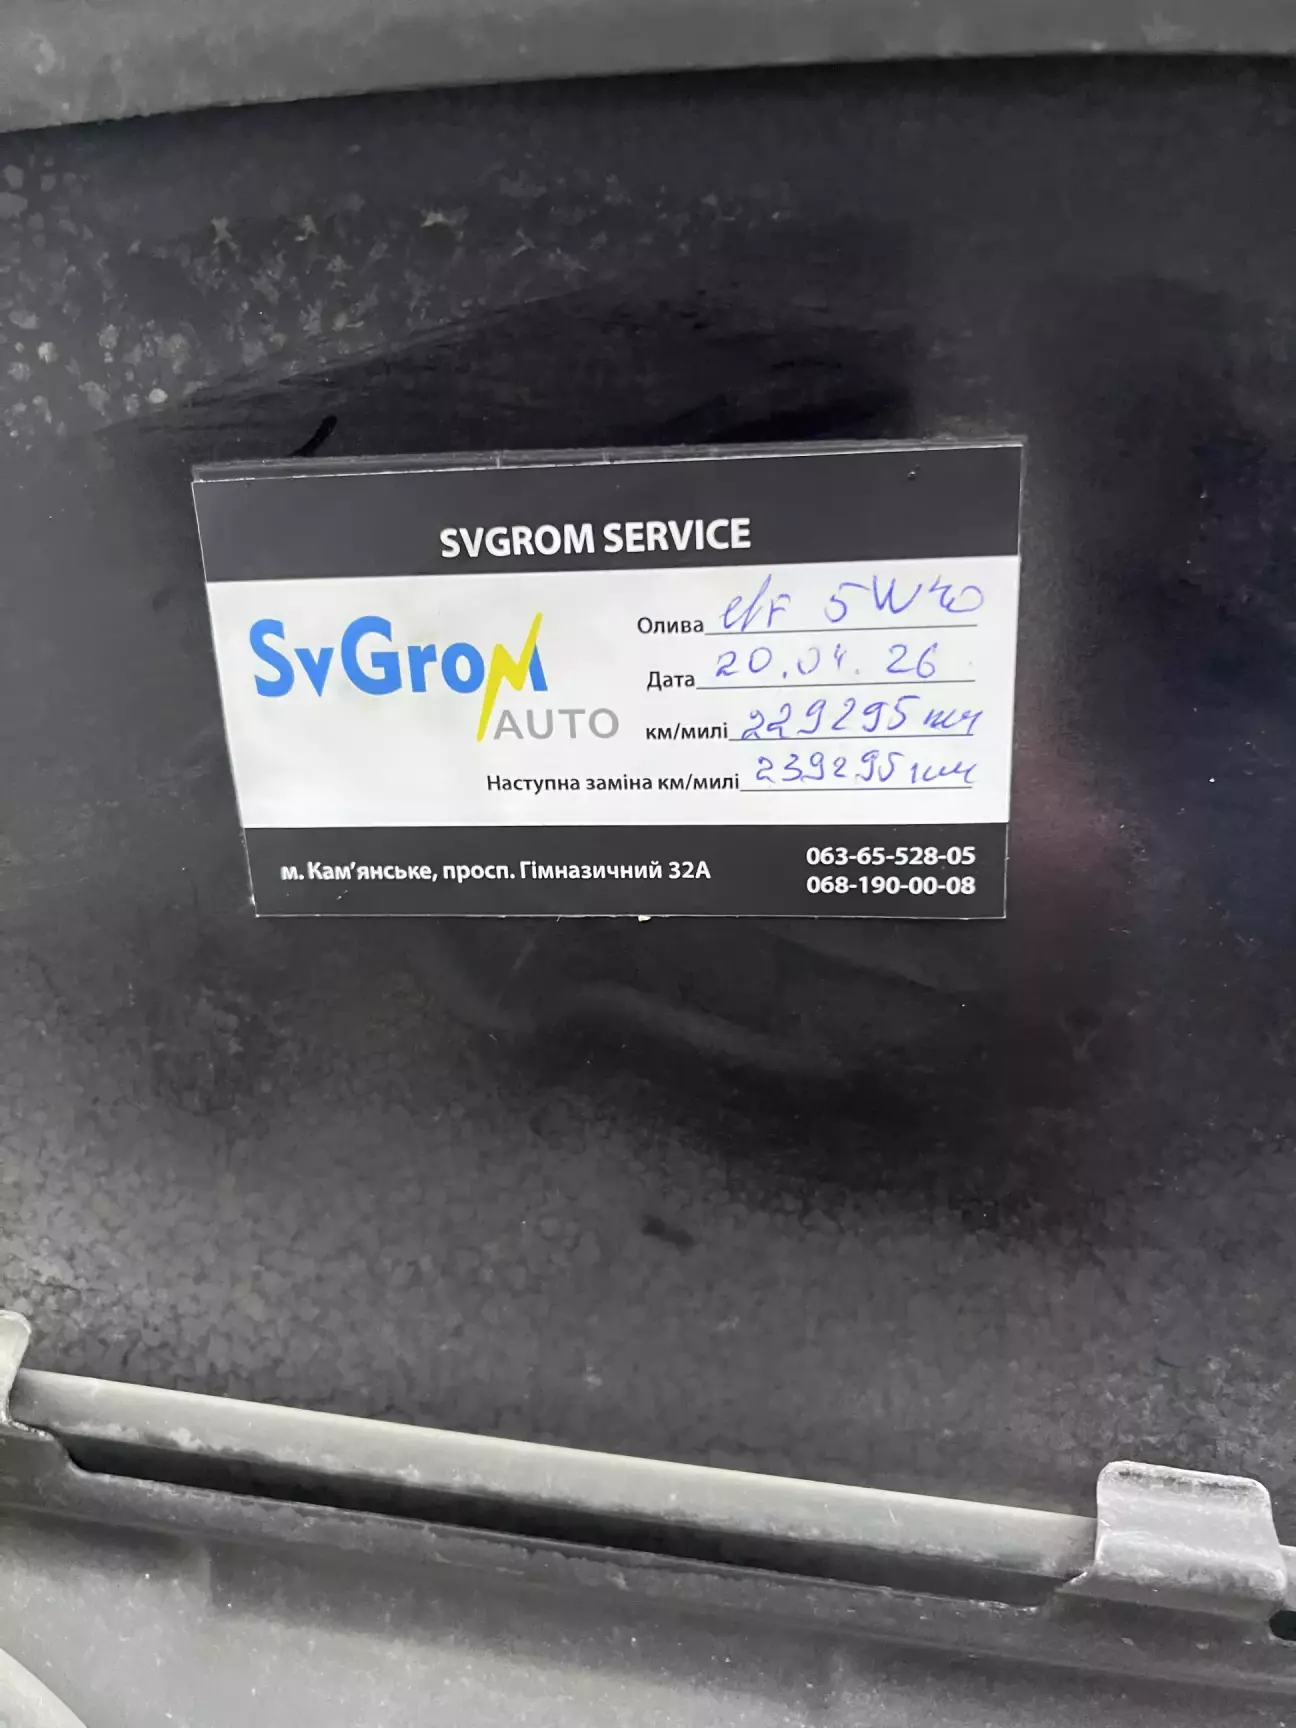 SVGROM SERVICE
SvGrom
AUTO
Олива elf 5W40
Дата 20.04.26
км/милі 229295 км
Наступна заміна км/милі 239295 км
м. Кам'янське, просп. Гімназичний 32А
063-65-528-05
068-190-00-08